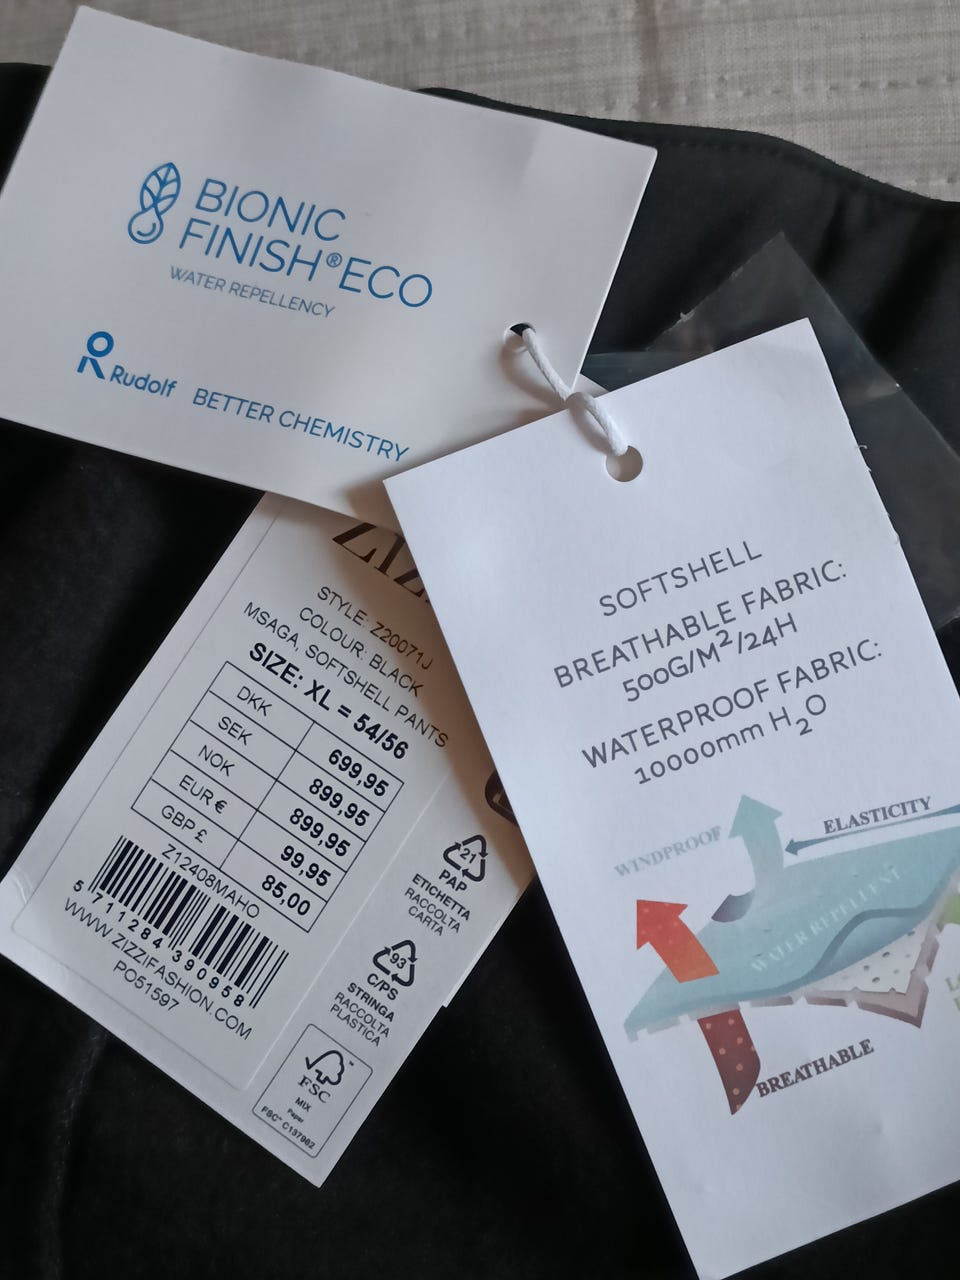 BIONIC
FINISH®ECO
WATER REPELLENCY
Rudolf BETTER CHEMISTRY
STYLE: Z20071J
COLOUR: BLACK
MSAGA, SOFTSHELL PANTS
SIZE: XL = 54/56
DKK 699,95
SEK 899,95
NOK 899,95
EUR € 99,95
GBP £ 85,00
Z12408MAHO
5 711284 390958
WWW.ZIZZIFASHION.COM
PO51597
21
PAP
ETICHETTA
RACCOLTA
CARTA
93
C/PS
STRINGA
RACCOLTA
PLASTICA
FSC
MIX
Paper
FSC™ C137982
SOFTSHELL
BREATHABLE FABRIC:
500G/M²/24H
WATERPROOF FABRIC:
10000mm H₂O
WINDPROOF
ELASTICITY
WATER REPELLENT
BREATHABLE